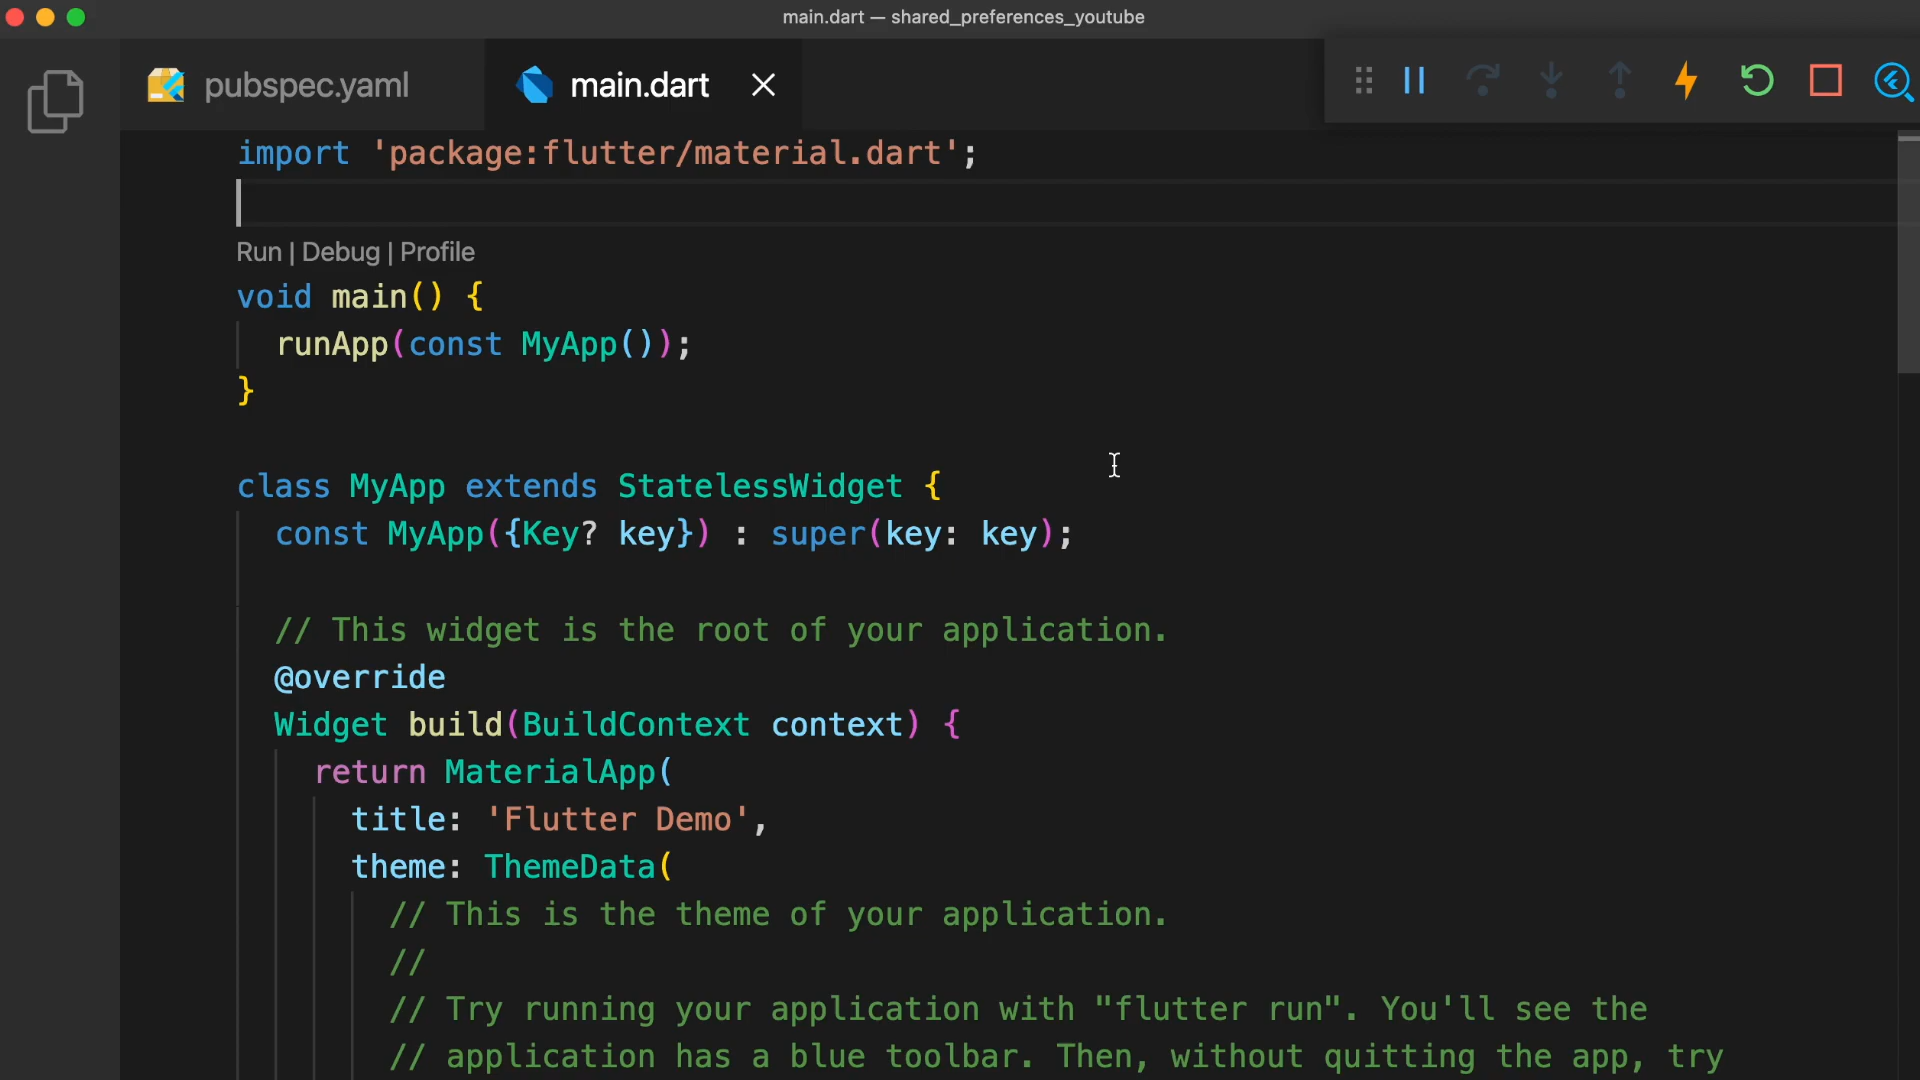 main.dart — shared_preferences_youtube
pubspec.yaml
main.dart
import 'package:flutter/material.dart';
Run | Debug | Profile
void main() {
runApp(const MyApp());
}
class MyApp extends StatelessWidget {
const MyApp({Key? key}) : super(key: key);
// This widget is the root of your application.
@override
Widget build(BuildContext context) {
return MaterialApp(
title: 'Flutter Demo',
theme: ThemeData(
// This is the theme of your application.
//
// Try running your application with "flutter run". You'll see the
// application has a blue toolbar. Then, without quitting the app, try